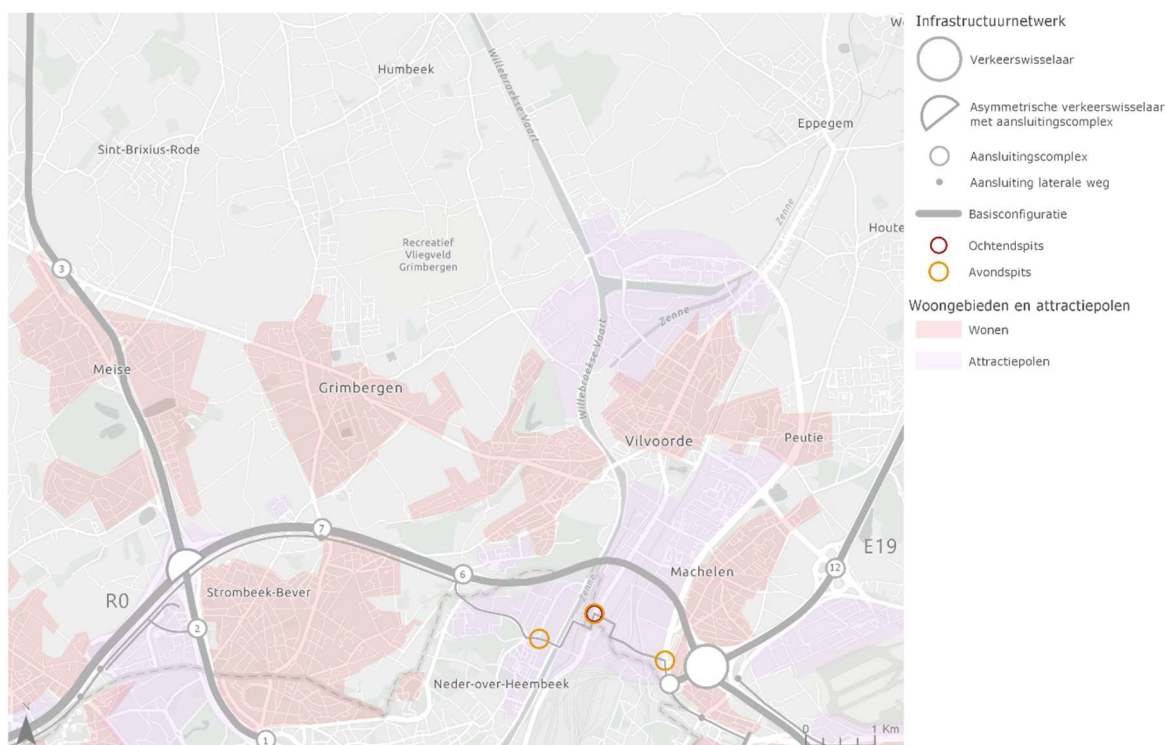 Infrastructuurnetwerk
Verkeerswisselaar
Asymmetrische verkeerswisselaar
met aansluitingscomplex
Aansluitingscomplex
Aansluiting laterale weg
Basisconfiguratie
Ochtendspits
Avondspits
Woongebieden en attractiepolen
Wonen
Attractiepolen
Humbeek
Willebroekse Vaart
Eppegem
Sint-Brixius-Rode
Zenne
Houte
Recreatief
Vliegveld
Grimbergen
3
Zenne
Willebroekse Vaart
Meise
Grimbergen
Vilvoorde
Peutie
7
E19
6
12
Machelen
R0
Strombeek-Bever
Zenne
2
Neder-over-Heembeek
N
1
0
1 Km